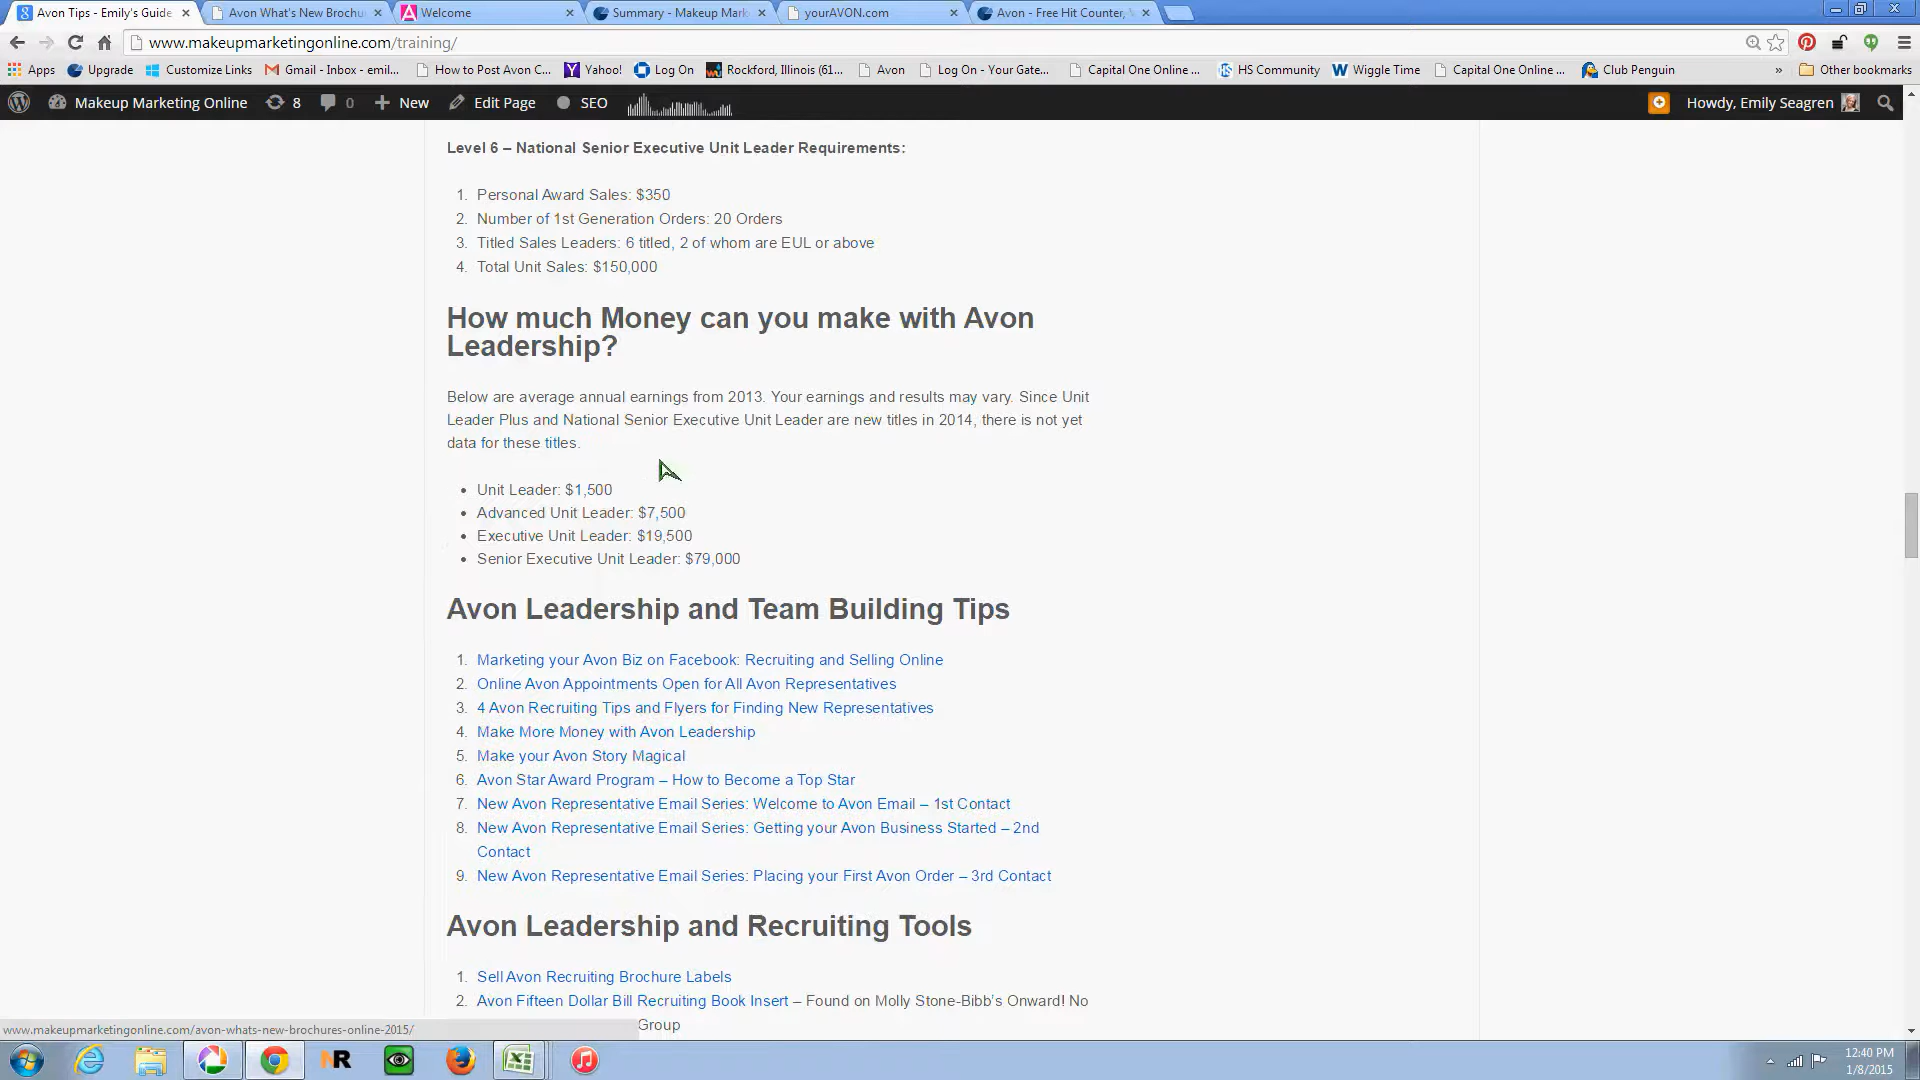 Avon Tips - Emily's Guide
Avon What's New Brochu
Welcome
Summary - Makeup Mark
yourAVON.com
Avon - Free Hit Counter,
www.makeupmarketingonline.com/training/
Apps
Upgrade
Customize Links
Gmail - Inbox - emil...
How to Post Avon C...
Yahoo!
Log On
Rockford, Illinois (61...
Avon
Log On - Your Gate...
Capital One Online ...
HS Community
Wiggle Time
Capital One Online ...
Club Penguin
»
Other bookmarks
Makeup Marketing Online
8
0
New
Edit Page
SEO
Howdy, Emily Seagren
Level 6 – National Senior Executive Unit Leader Requirements:
1. Personal Award Sales: $350
2. Number of 1st Generation Orders: 20 Orders
3. Titled Sales Leaders: 6 titled, 2 of whom are EUL or above
4. Total Unit Sales: $150,000
How much Money can you make with Avon
Leadership?
Below are average annual earnings from 2013. Your earnings and results may vary. Since Unit
Leader Plus and National Senior Executive Unit Leader are new titles in 2014, there is not yet
data for these titles.
• Unit Leader: $1,500
• Advanced Unit Leader: $7,500
• Executive Unit Leader: $19,500
• Senior Executive Unit Leader: $79,000
Avon Leadership and Team Building Tips
1. Marketing your Avon Biz on Facebook: Recruiting and Selling Online
2. Online Avon Appointments Open for All Avon Representatives
3. 4 Avon Recruiting Tips and Flyers for Finding New Representatives
4. Make More Money with Avon Leadership
5. Make your Avon Story Magical
6. Avon Star Award Program – How to Become a Top Star
7. New Avon Representative Email Series: Welcome to Avon Email – 1st Contact
8. New Avon Representative Email Series: Getting your Avon Business Started – 2nd
Contact
9. New Avon Representative Email Series: Placing your First Avon Order – 3rd Contact
Avon Leadership and Recruiting Tools
1. Sell Avon Recruiting Brochure Labels
2. Avon Fifteen Dollar Bill Recruiting Book Insert – Found on Molly Stone-Bibb's Onward! No
Group
www.makeupmarketingonline.com/avon-whats-new-brochures-online-2015/
12:40 PM
1/8/2015